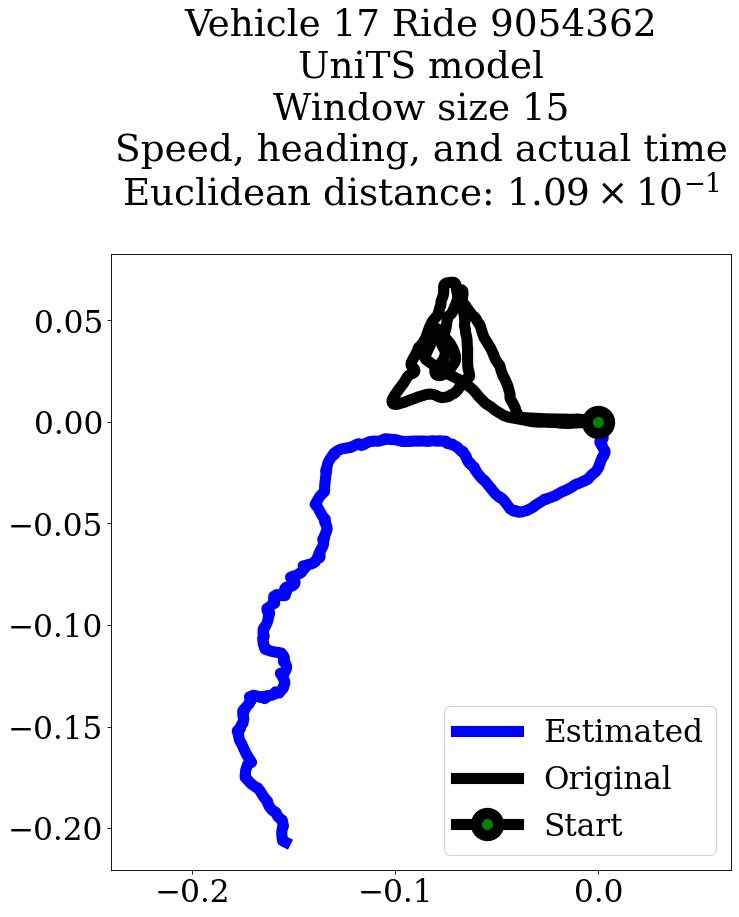 Vehicle 17 Ride 9054362
UniTS model
Window size 15
Speed, heading, and actual time
Euclidean distance: $1.09 \times 10^{-1}$
0.05
0.00
−0.05
−0.10
−0.15
−0.20
−0.2
−0.1
0.0
Estimated
Original
Start